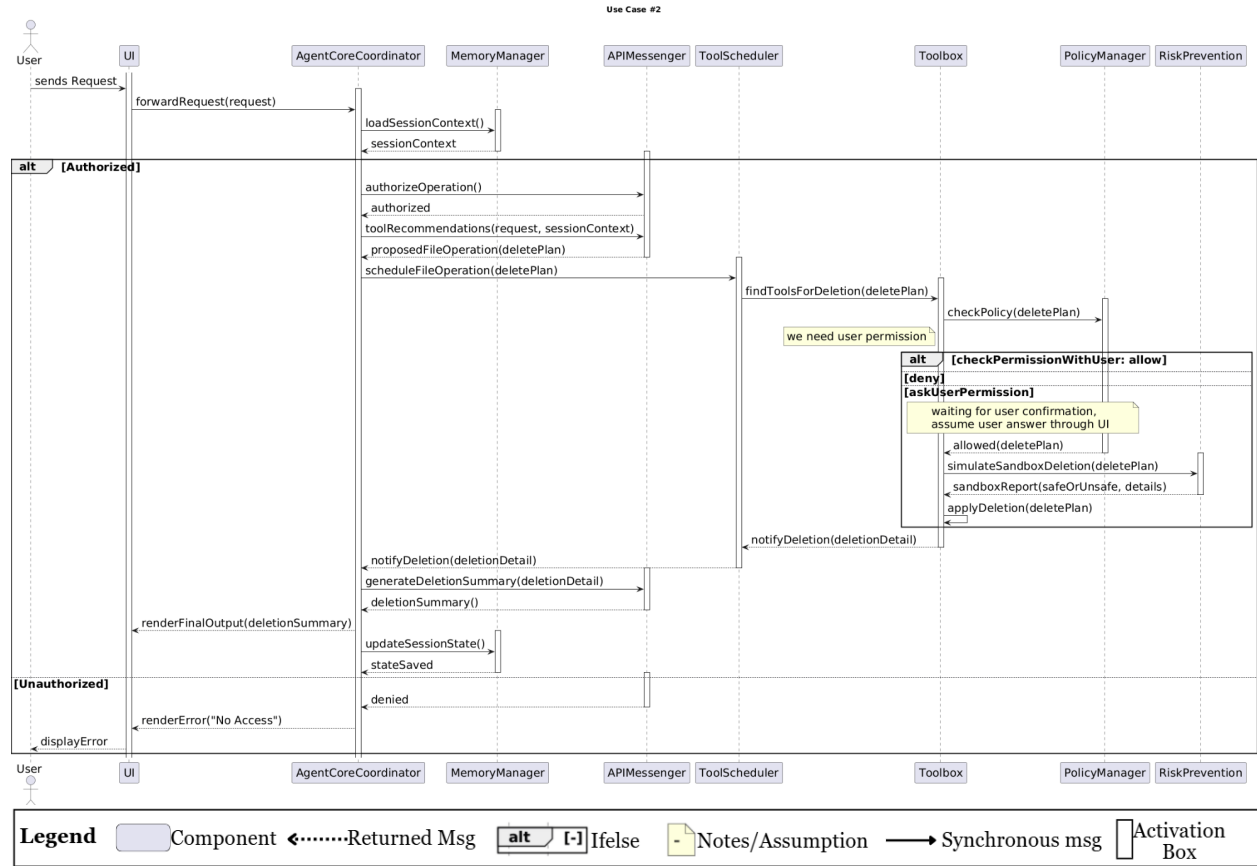 Use Case #2
User
UI
AgentCoreCoordinator
MemoryManager
APIMessenger
ToolScheduler
Toolbox
PolicyManager
RiskPrevention
sends Request
forwardRequest(request)
loadSessionContext()
sessionContext
alt [Authorized]
authorizeOperation()
authorized
toolRecommendations(request, sessionContext)
proposedFileOperation(deletePlan)
scheduleFileOperation(deletePlan)
findToolsForDeletion(deletePlan)
checkPolicy(deletePlan)
we need user permission
alt [checkPermissionWithUser: allow]
[deny]
[askUserPermission]
waiting for user confirmation,
assume user answer through UI
allowed(deletePlan)
simulateSandboxDeletion(deletePlan)
sandboxReport(safeOrUnsafe, details)
applyDeletion(deletePlan)
notifyDeletion(deletionDetail)
notifyDeletion(deletionDetail)
generateDeletionSummary(deletionDetail)
deletionSummary()
renderFinalOutput(deletionSummary)
updateSessionState()
stateSaved
[Unauthorized]
denied
renderError("No Access")
displayError
User
UI
AgentCoreCoordinator
MemoryManager
APIMessenger
ToolScheduler
Toolbox
PolicyManager
RiskPrevention
Legend
Component
Returned Msg
alt [-] Ifelse
- Notes/Assumption
Synchronous msg
Activation
Box